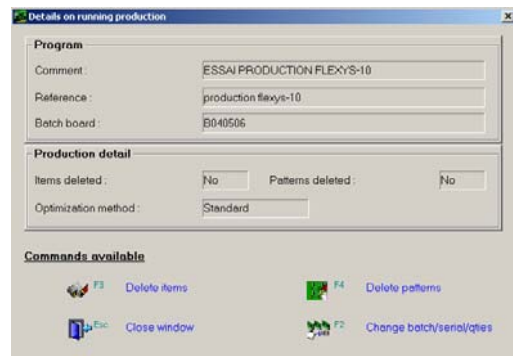 Details on running production
Program
Comment : ESSAI PRODUCTION FLEXYS-10
Reference : production flexys-10
Batch board : B040506
Production detail
Items deleted : No Patterns deleted : No
Optimization method : Standard
Commands available
F3 Delete items F4 Delete patterns
Esc Close window F2 Change batch/serial/qties